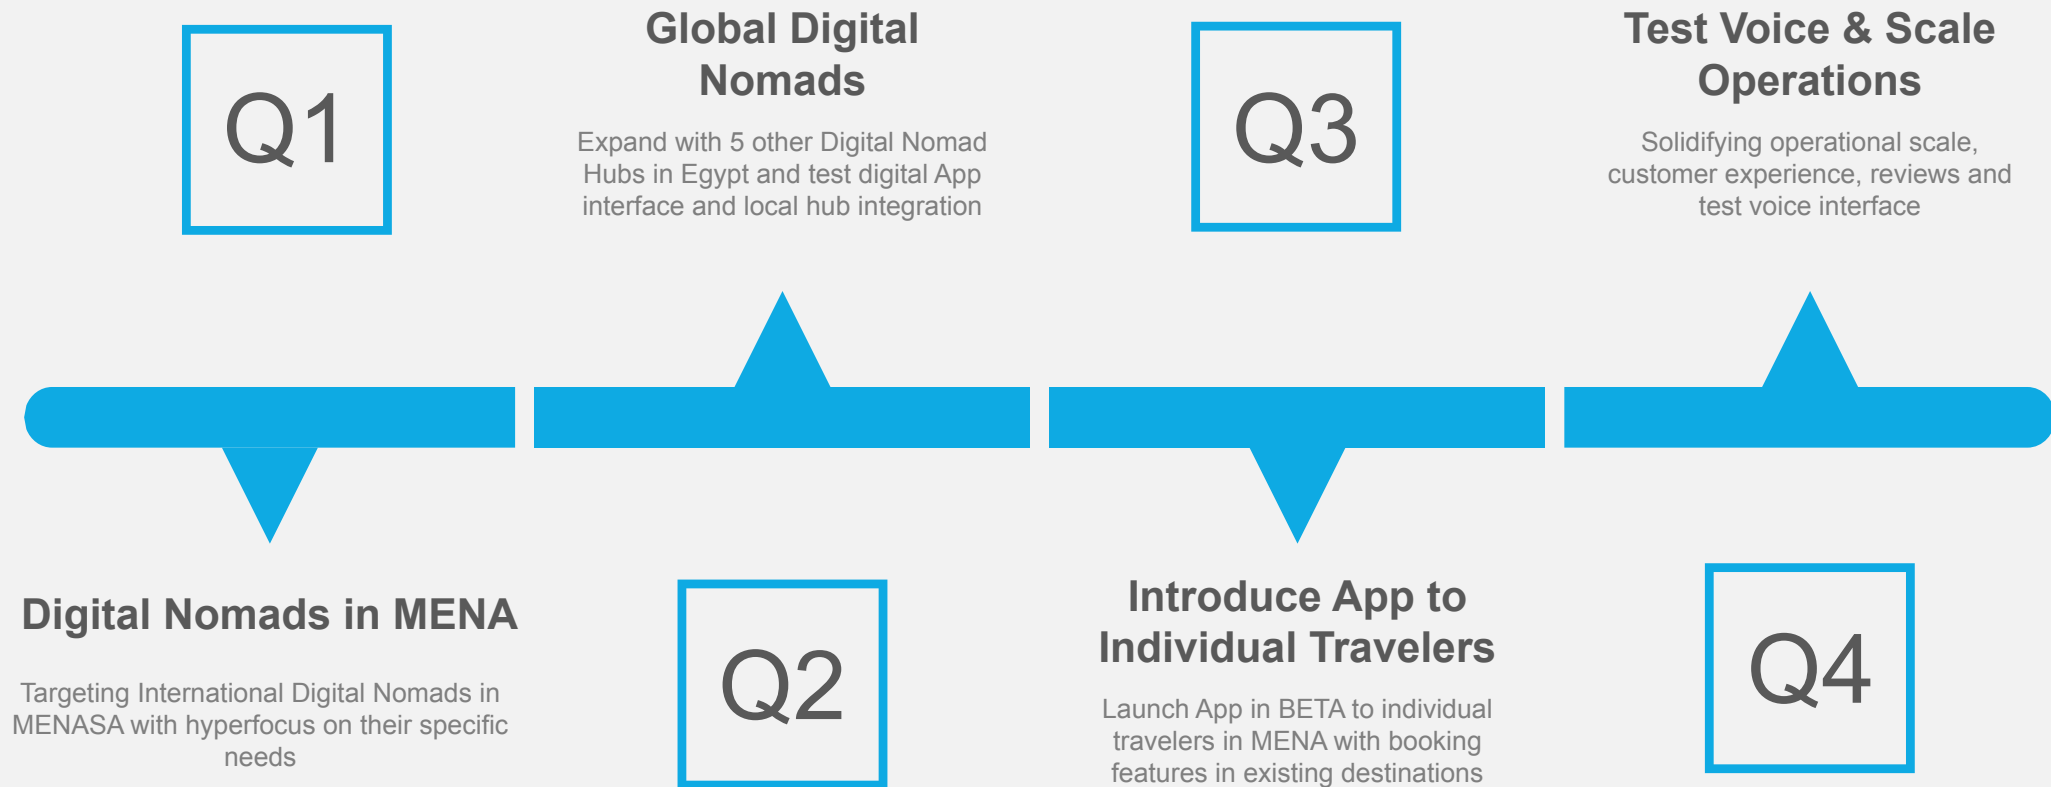 Q1
Digital Nomads in MENA
Targeting International Digital Nomads in
MENASA with hyperfocus on their specific
needs
Global Digital
Nomads
Expand with 5 other Digital Nomad
Hubs in Egypt and test digital App
interface and local hub integration
Q2
Q3
Introduce App to
Individual Travelers
Launch App in BETA to individual
travelers in MENA with booking
features in existing destinations
Test Voice & Scale
Operations
Solidifying operational scale,
customer experience, reviews and
test voice interface
Q4